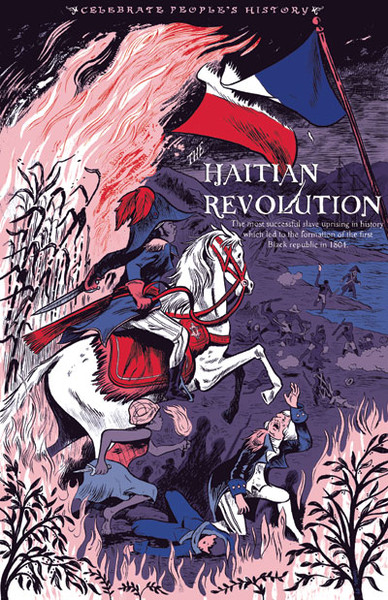 CELEBRATE PEOPLE'S HISTORY
THE
HAITIAN
REVOLUTION
The most successful slave uprising in history
which led to the formation of the first
Black republic in 1804.